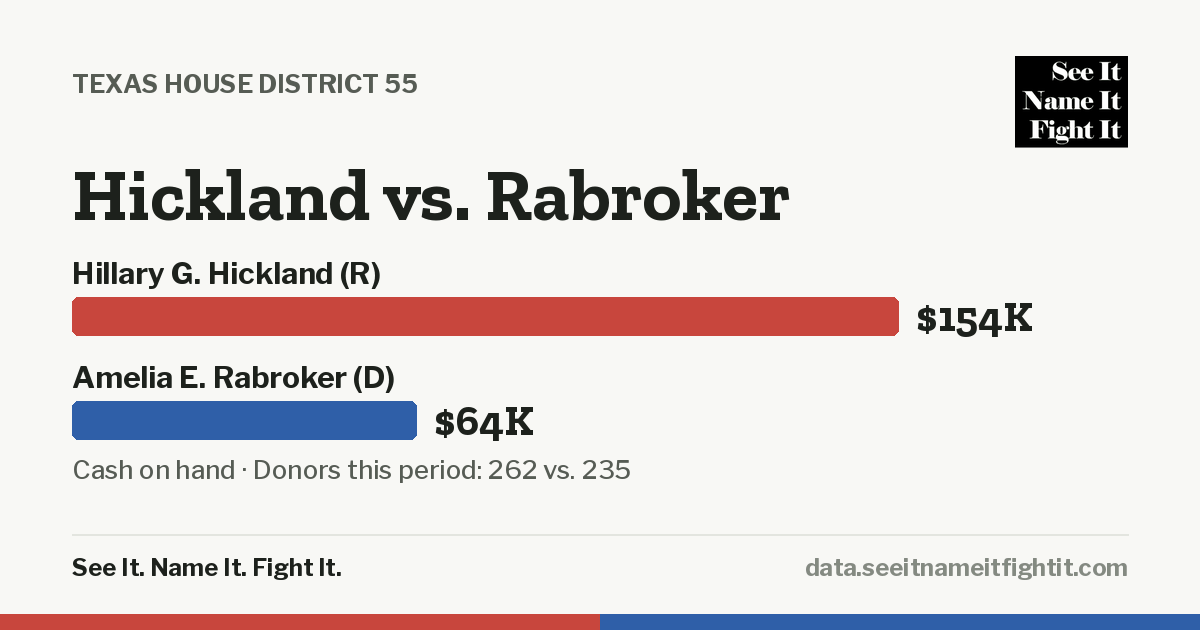 TEXAS HOUSE DISTRICT 55
See It
Name It
Fight It
Hickland vs. Rabroker
Hillary G. Hickland (R)
$154K
Amelia E. Rabroker (D)
$64K
Cash on hand · Donors this period: 262 vs. 235
See It. Name It. Fight It.
data.seeitnameitfightit.com